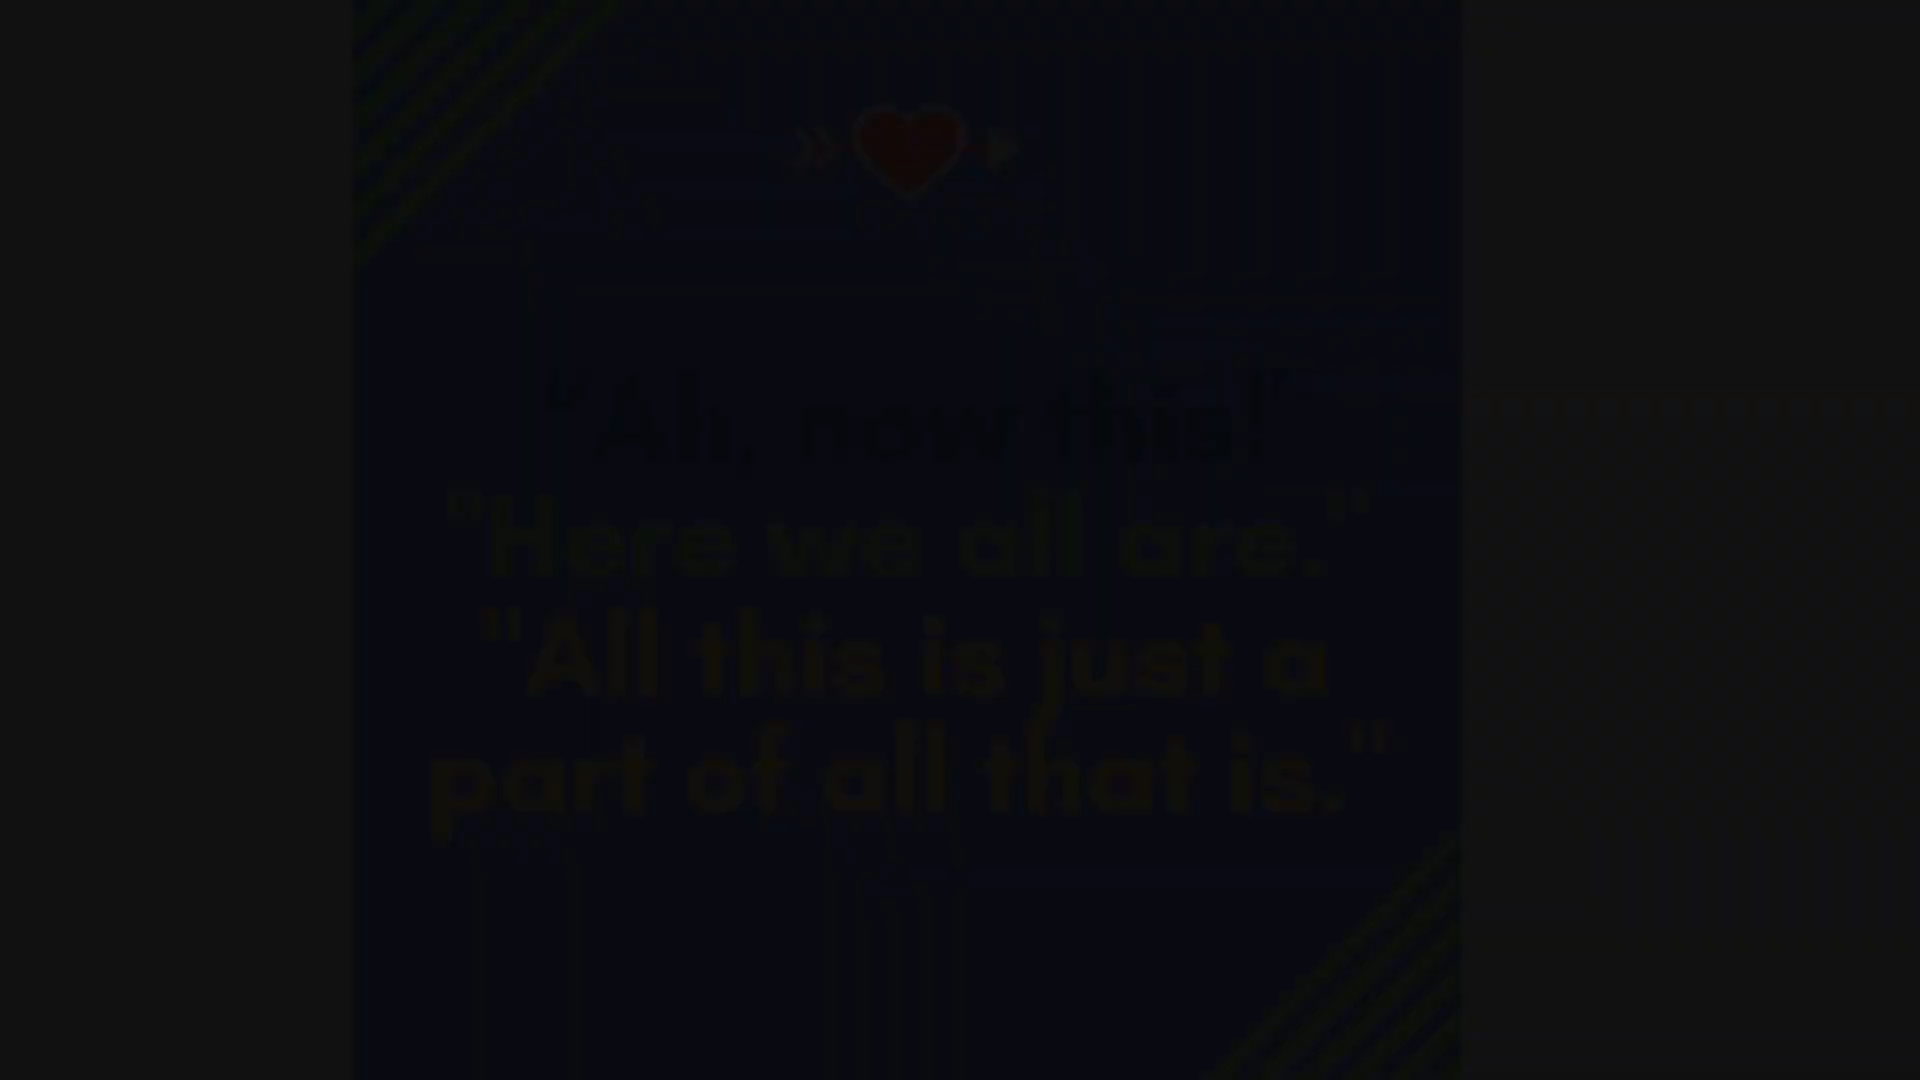 "Ah, now this!"
"Here we all are."
"All this is just a
part of all that is."